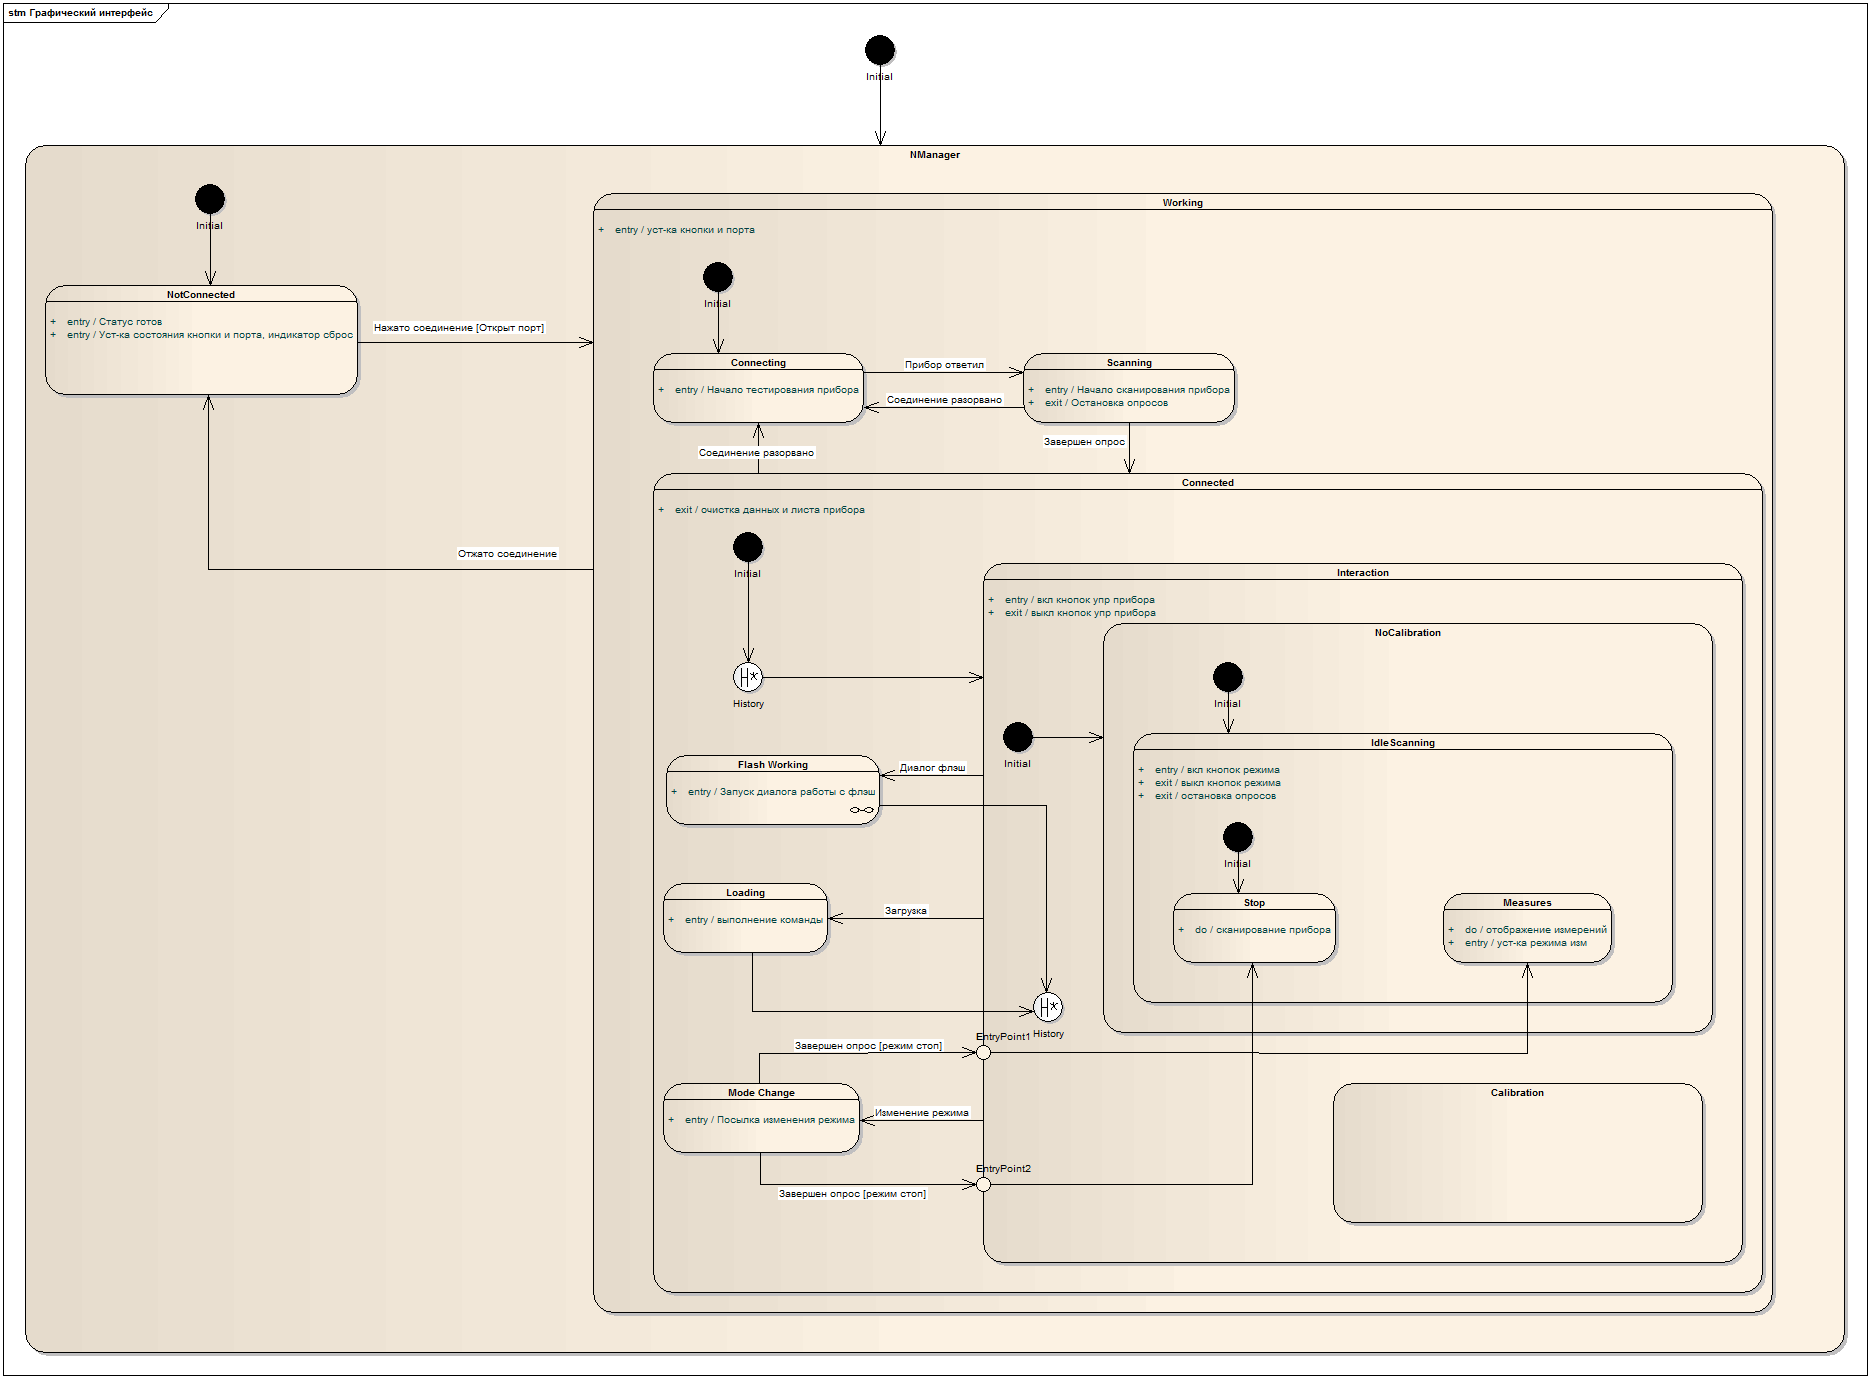 stm Графический интерфейс
Initial
NManager
Initial
Working
+ entry / уст-ка кнопки и порта
Initial
NotConnected
+ entry / Статус готов
+ entry / Уст-ка состояния кнопки и порта, индикатор сброс
Нажато соединение [Открыт порт]
Connecting
+ entry / Начало тестирования прибора
Прибор ответил
Соединение разорвано
Scanning
+ entry / Начало сканирования прибора
+ exit / Остановка опросов
Завершен опрос
Соединение разорвано
Отжато соединение
Connected
+ exit / очистка данных и листа прибора
Initial
History
Interaction
+ entry / вкл кнопок упр прибора
+ exit / выкл кнопок упр прибора
NoCalibration
Initial
Initial
IdleScanning
+ entry / вкл кнопок режима
+ exit / выкл кнопок режима
+ exit / остановка опросов
Initial
Flash Working
+ entry / Запуск диалога работы с флэш
Диалог флэш
Stop
+ do / сканирование прибора
Measures
+ do / отображение измерений
+ entry / уст-ка режима изм
Loading
+ entry / выполнение команды
Загрузка
History
EntryPoint1
Завершен опрос [режим стоп]
Mode Change
+ entry / Посылка изменения режима
Изменение режима
Calibration
EntryPoint2
Завершен опрос [режим стоп]